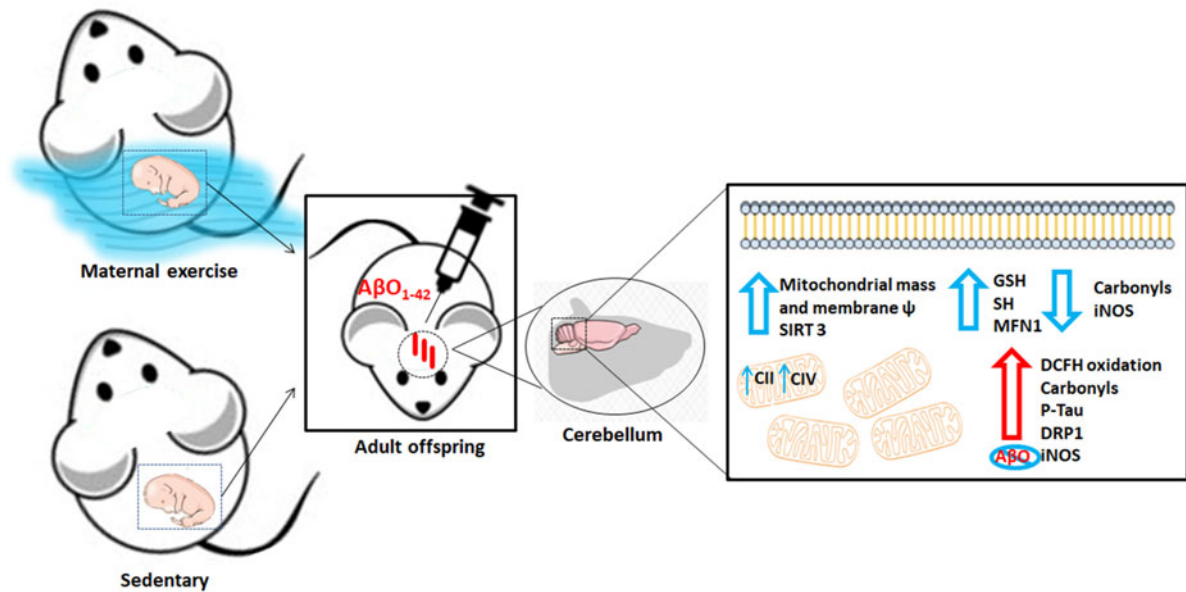 Maternal exercise
Sedentary
AβO1-42
Adult offspring
Cerebellum
Mitochondrial mass
and membrane ψ
SIRT 3
CII
CIV
GSH
SH
MFN1
Carbonyls
iNOS
DCFH oxidation
Carbonyls
P-Tau
DRP1
iNOS
AβO